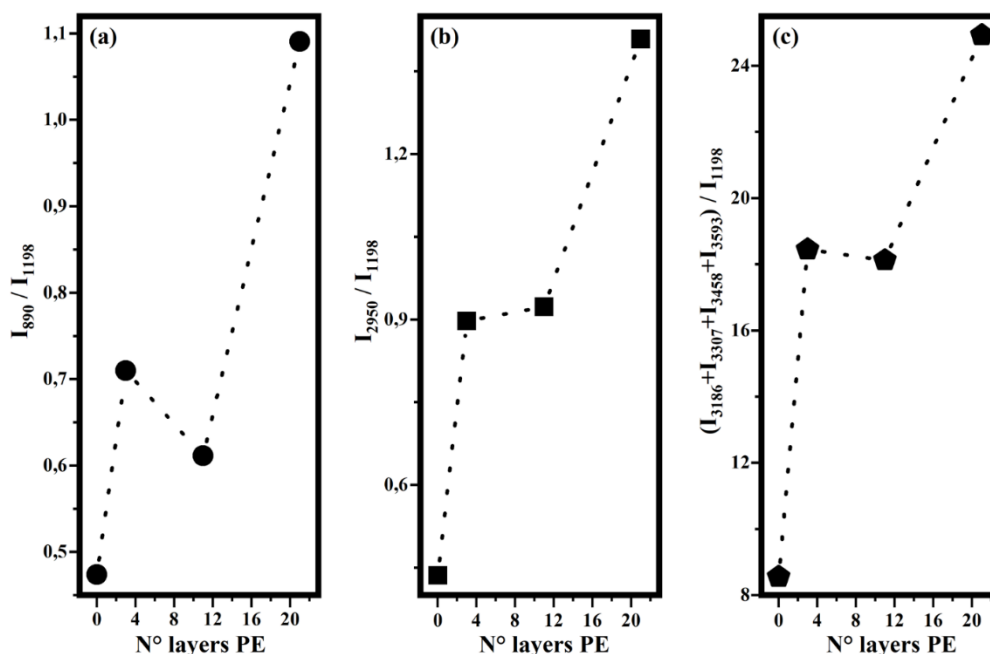 (a)
1,1
1,0
0,9
0,8
0,7
0,6
0,5
I890 / I1198
0 4 8 12 16 20
N° layers PE
(b)
1,2
0,9
0,6
I2950 / I1198
0 4 8 12 16 20
N° layers PE
(c)
24
20
16
12
8
(I3186+I3307+I3458+I3593) / I1198
0 4 8 12 16 20
N° layers PE